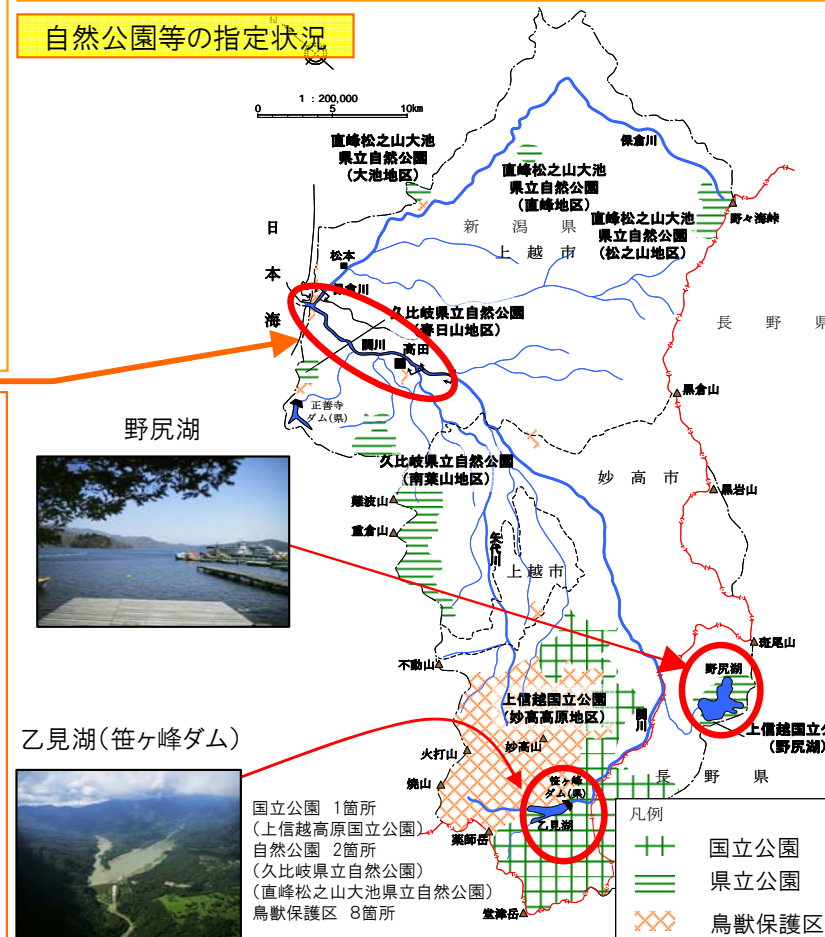 自然公園等の指定状況
N
1 : 200,000
0 5 10km
直峰松之山大池
県立自然公園
(大池地区)
保倉川
直峰松之山大池
県立自然公園
(直峰地区)
新潟県
上越市
直峰松之山大池
県立自然公園
(松之山地区)
野々海峠
日本海
松本
保倉川
久比岐県立自然公園
(春日山地区)
長野県
関川
高田
正善寺
ダム(県)
黒倉山
野尻湖
久比岐県立自然公園
(南葉山地区)
妙高市
黒岩山
難波山
重倉山
矢代川
上越市
斑尾山
不動山
野尻湖
上信越国立公園
(妙高高原地区)
関川
上信越国立公
(野尻湖)
乙見湖(笹ヶ峰ダム)
火打山
妙高山
焼山
笹ヶ峰
ダム(県)
長野県
乙見湖
薬師岳
堂津岳
国立公園 1箇所
(上信越高原国立公園)
自然公園 2箇所
(久比岐県立自然公園)
(直峰松之山大池県立自然公園)
鳥獣保護区 8箇所
凡例
国立公園
県立公園
鳥獣保護区